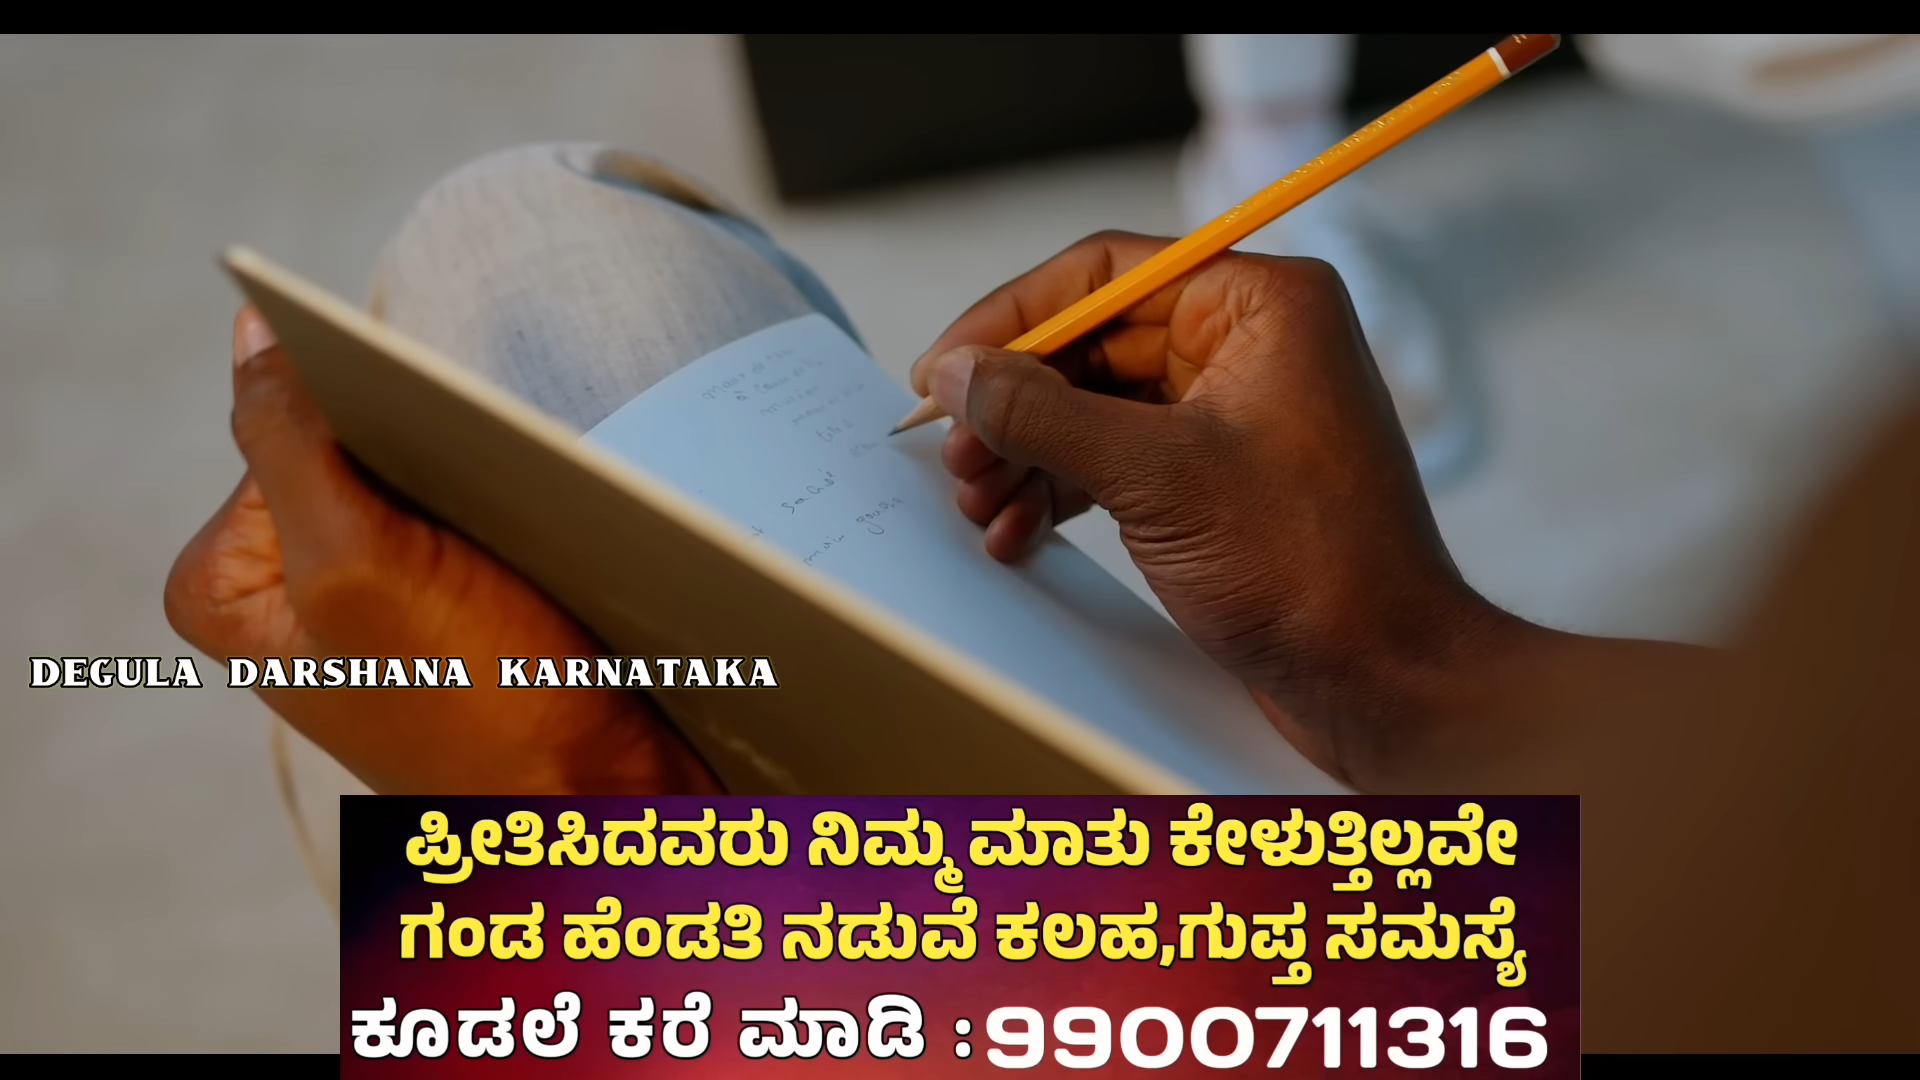 DEGULA DARSHANA KARNATAKA
ಪ್ರೀತಿಸಿದವರು ನಿಮ್ಮ ಮಾತು ಕೇಳುತ್ತಿಲ್ಲವೇ
ಗಂಡ ಹೆಂಡತಿ ನಡುವೆ ಕಲಹ,ಗುಪ್ತ ಸಮಸ್ಯೆ
ಕೂಡಲೆ ಕರೆ ಮಾಡಿ :9900711316